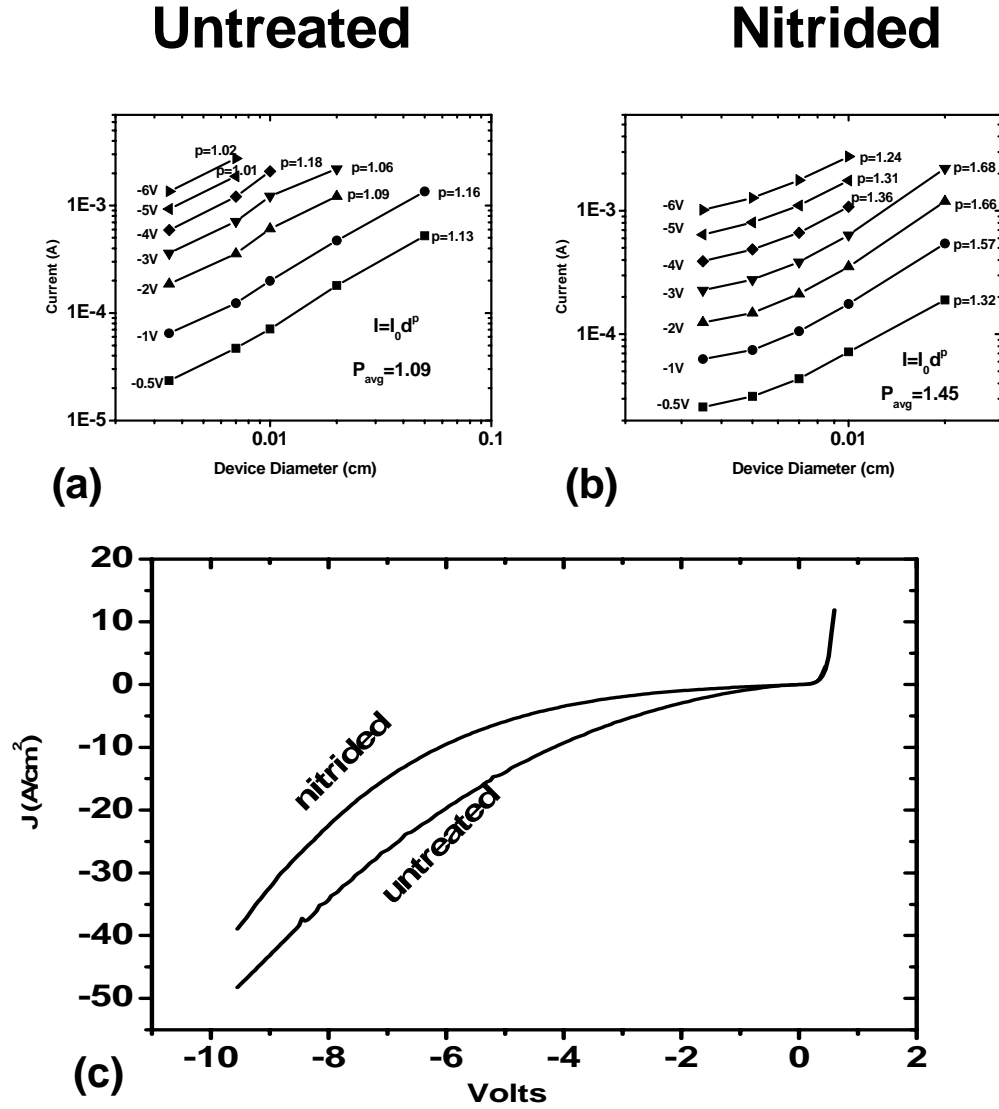 Untreated
Nitrided
Current (A)
1E-3
1E-4
1E-5
-6V
-5V
-4V
-3V
-2V
-1V
-0.5V
p=1.02
p=1.01
p=1.18
p=1.06
p=1.09
p=1.16
p=1.13
I=I₀dᵖ
Pavg=1.09
0.01
0.1
Device Diameter (cm)
(a)
Current (A)
1E-3
1E-4
-6V
-5V
-4V
-3V
-2V
-1V
-0.5V
p=1.24
p=1.31
p=1.36
p=1.68
p=1.66
p=1.57
p=1.32
I=I₀dᵖ
Pavg=1.45
0.01
Device Diameter (cm)
(b)
J (A/cm²)
20
10
0
-10
-20
-30
-40
-50
nitrided
untreated
-10
-8
-6
-4
-2
0
2
Volts
(c)